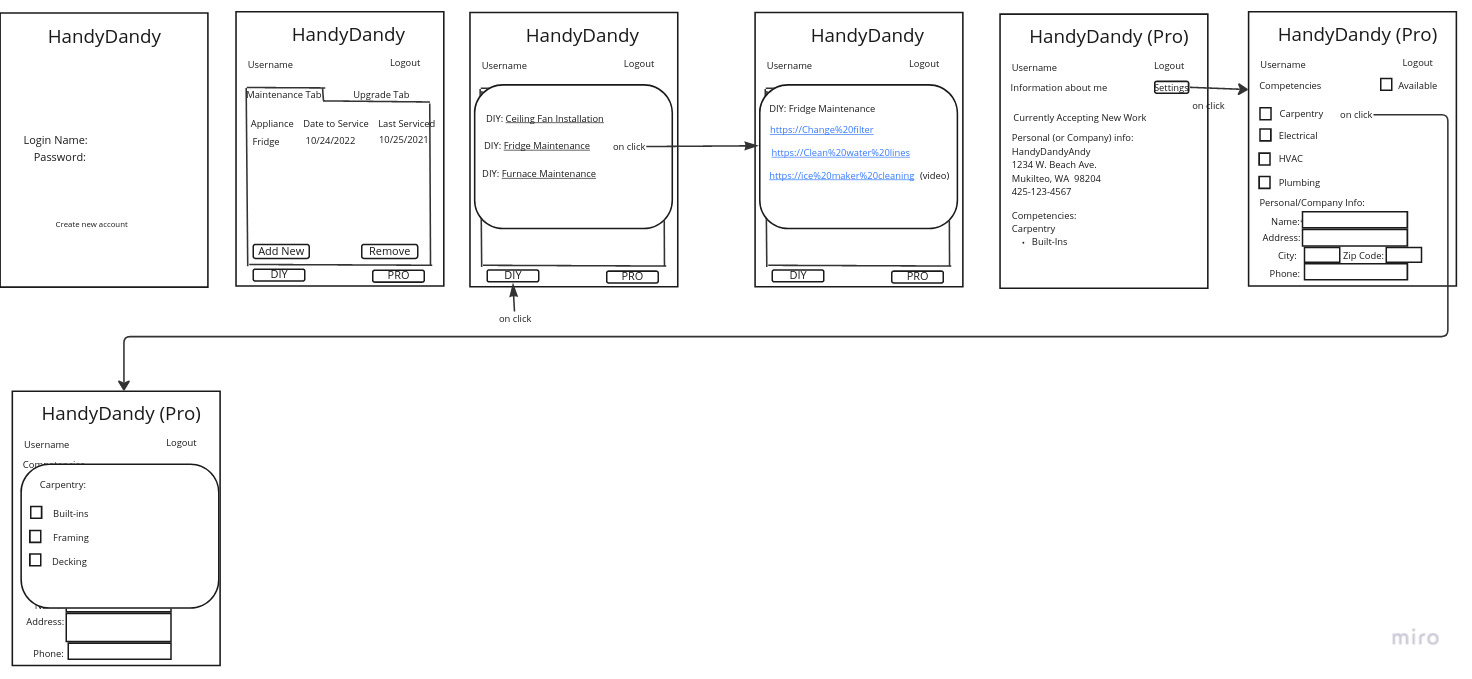 HandyDandy
Login Name:
Password:
Create new account
HandyDandy
Username
Logout
Maintenance Tab
Upgrade Tab
Appliance Date to Service Last Serviced
Fridge 10/24/2022 10/25/2021
Add New
Remove
DIY
PRO
HandyDandy
Username
Logout
DIY: Ceiling Fan Installation
DIY: Fridge Maintenance
on click
DIY: Furnace Maintenance
DIY
PRO
on click
HandyDandy
Username
Logout
DIY: Fridge Maintenance
https://Change%20filter
https://Clean%20water%20lines
https://ice%20maker%20cleaning (video)
DIY
PRO
HandyDandy (Pro)
Username
Logout
Information about me
Settings
on click
Currently Accepting New Work
Personal (or Company) info:
HandyDandyAndy
1234 W. Beach Ave.
Mukilteo, WA 98204
425-123-4567
Competencies:
Carpentry
• Built-Ins
HandyDandy (Pro)
Username
Logout
Competencies
Available
Carpentry
on click
Electrical
HVAC
Plumbing
Personal/Company Info:
Name:
Address:
City:
Zip Code:
Phone:
HandyDandy (Pro)
Username
Logout
Competencies
Carpentry:
Built-ins
Framing
Decking
Address:
Phone:
miro